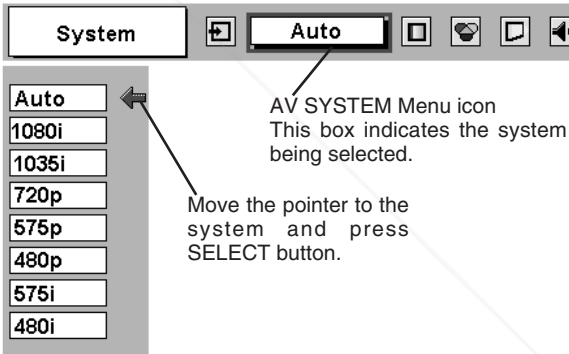 System
Auto
AV SYSTEM Menu icon
This box indicates the system
being selected.
Auto
1080i
1035i
720p
575p
480p
575i
480i
Move the pointer to the
system and press
SELECT button.